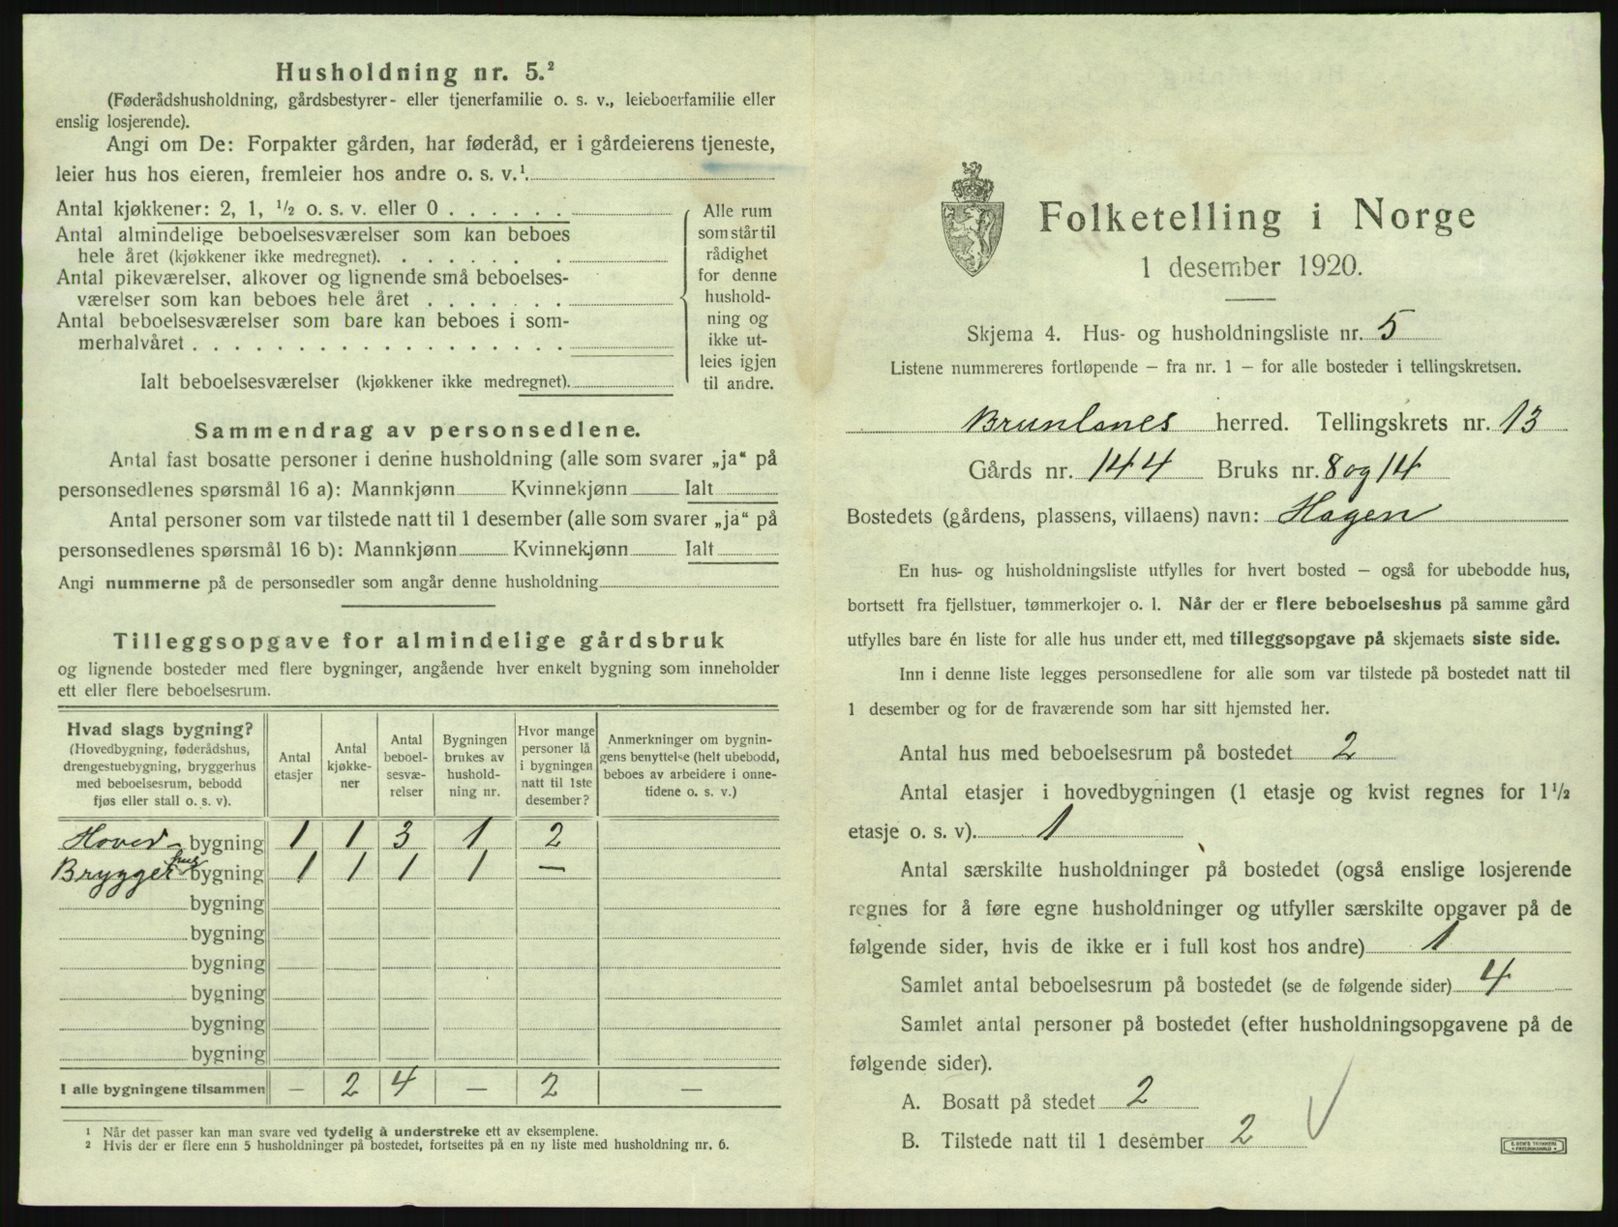 Husholdning nr. 5.²
(Føderådshusholdning, gårdsbestyrer- eller tjenerfamilie o. s. v., leieboerfamilie eller
enslig losjerende).
Angi om De: Forpakter gården, har føderåd, er i gårdeierens tjeneste,
leier hus hos eieren, fremleier hos andre o. s. v.¹
Antal kjøkkener: 2, 1, ½ o. s. v. eller 0 . . . . . .
Antal almindelige beboelsesværelser som kan beboes
hele året (kjøkkener ikke medregnet). . . . . . . .
Antal pikeværelser, alkover og lignende små beboelses-
værelser som kan beboes hele året . . . . . . .
Antal beboelsesværelser som bare kan beboes i som-
merhalvåret . . . . . . . . . . . . . . . . . .
Ialt beboelsesværelser (kjøkkener ikke medregnet).
Alle rum
som står til
rådighet
for denne
hushold-
ning og
ikke ut-
leies igjen
til andre.
Sammendrag av personsedlene.
Antal fast bosatte personer i denne husholdning (alle som svarer „ja“ på
personsedlenes spørsmål 16 a): Mannkjønn Kvinnekjønn Ialt
Antal personer som var tilstede natt til 1 desember (alle som svarer „ja“ på
personsedlenes spørsmål 16 b): Mannkjønn Kvinnekjønn Ialt
Angi nummerne på de personsedler som angår denne husholdning
Tilleggsopgave for almindelige gårdsbruk
og lignende bosteder med flere bygninger, angående hver enkelt bygning som inneholder
ett eller flere beboelsesrum.
Hvad slags bygning?
(Hovedbygning, føderådshus,
drengestuebygning, bryggerhus
med beboelsesrum, bebodd
fjøs eller stall o. s. v).
Antal
etasjer
Antal
kjøkke-
ner
Antal
beboel-
sesvæ-
relser
Bygningen
brukes av
hushold-
ning nr.
Hvor mange
personer lå
i bygningen
natt til 1ste
desember?
Anmerkninger om bygnin-
gens benyttelse (helt ubebodd,
beboes av arbeidere i onne-
tidene o. s. v.)
Hoved- bygning 1 1 3 1 2
Bryggerhus bygning 1 1 1 1 —
bygning
bygning
bygning
bygning
bygning
bygning
I alle bygningene tilsammen — 2 4 — 2 —
¹ Når det passer kan man svare ved tydelig å understreke ett av eksemplene.
² Hvis der er flere enn 5 husholdninger på bostedet, fortsettes på en ny liste med husholdning nr. 6.
Folketelling i Norge
1 desember 1920.
Skjema 4. Hus- og husholdningsliste nr. 5
Listene nummereres fortløpende — fra nr. 1 — for alle bosteder i tellingskretsen.
Brunlanes herred. Tellingskrets nr. 13
Gårds nr. 144 Bruks nr. 8 og 14
Bostedets (gårdens, plassens, villaens) navn: Hagen
En hus- og husholdningsliste utfylles for hvert bosted — også for ubebodde hus,
bortsett fra fjellstuer, tømmerkojer o. l. Når der er flere beboelseshus på samme gård
utfylles bare én liste for alle hus under ett, med tilleggsopgave på skjemaets siste side.
Inn i denne liste legges personsedlene for alle som var tilstede på bostedet natt til
1 desember og for de fraværende som har sitt hjemsted her.
Antal hus med beboelsesrum på bostedet 2
Antal etasjer i hovedbygningen (1 etasje og kvist regnes for 1½
etasje o. s. v). 1
Antal særskilte husholdninger på bostedet (også enslige losjerende
regnes for å føre egne husholdninger og utfyller særskilte opgaver på de
følgende sider, hvis de ikke er i full kost hos andre) 1
Samlet antal beboelsesrum på bostedet (se de følgende sider) 4
Samlet antal personer på bostedet (efter husholdningsopgavene på de
følgende sider).
A. Bosatt på stedet 2
B. Tilstede natt til 1 desember 2